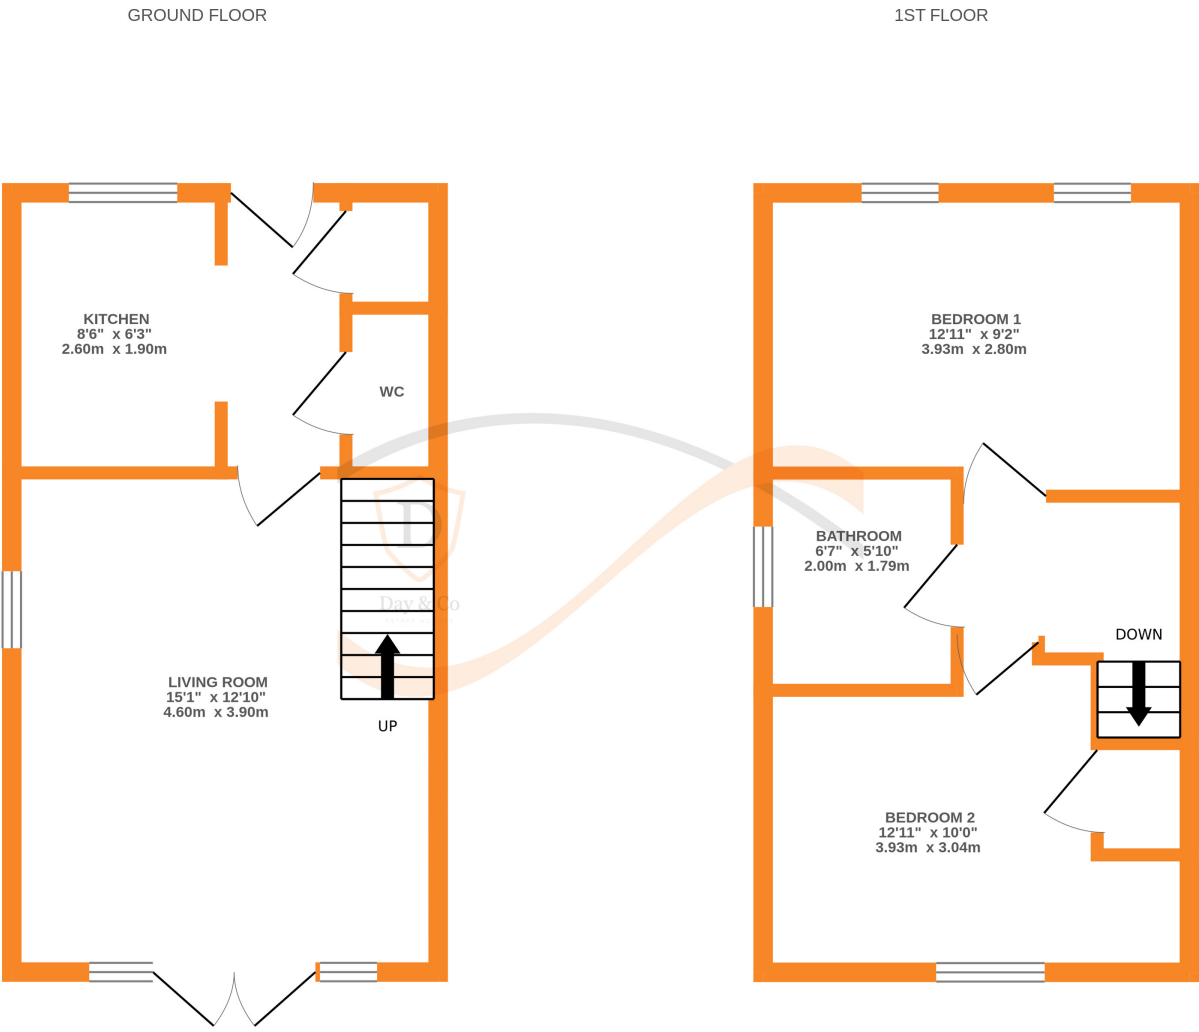 GROUND FLOOR
1ST FLOOR
KITCHEN
8'6" x 6'3"
2.60m x 1.90m
WC
LIVING ROOM
15'1" x 12'10"
4.60m x 3.90m
UP
D
Day & Co
BEDROOM 1
12'11" x 9'2"
3.93m x 2.80m
BATHROOM
6'7" x 5'10"
2.00m x 1.79m
DOWN
BEDROOM 2
12'11" x 10'0"
3.93m x 3.04m